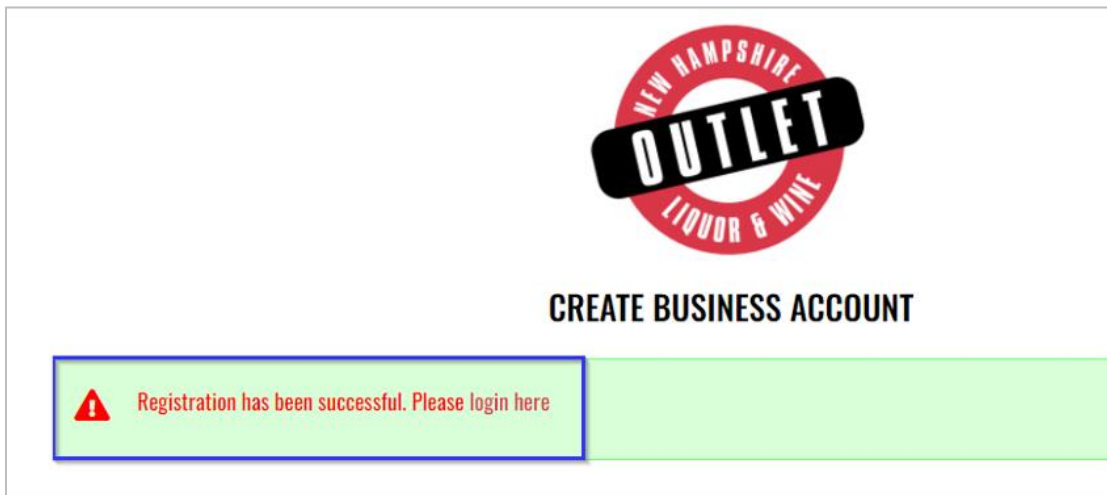 NEW HAMPSHIRE
OUTLET
LIQUOR & WINE
CREATE BUSINESS ACCOUNT
Registration has been successful. Please login here